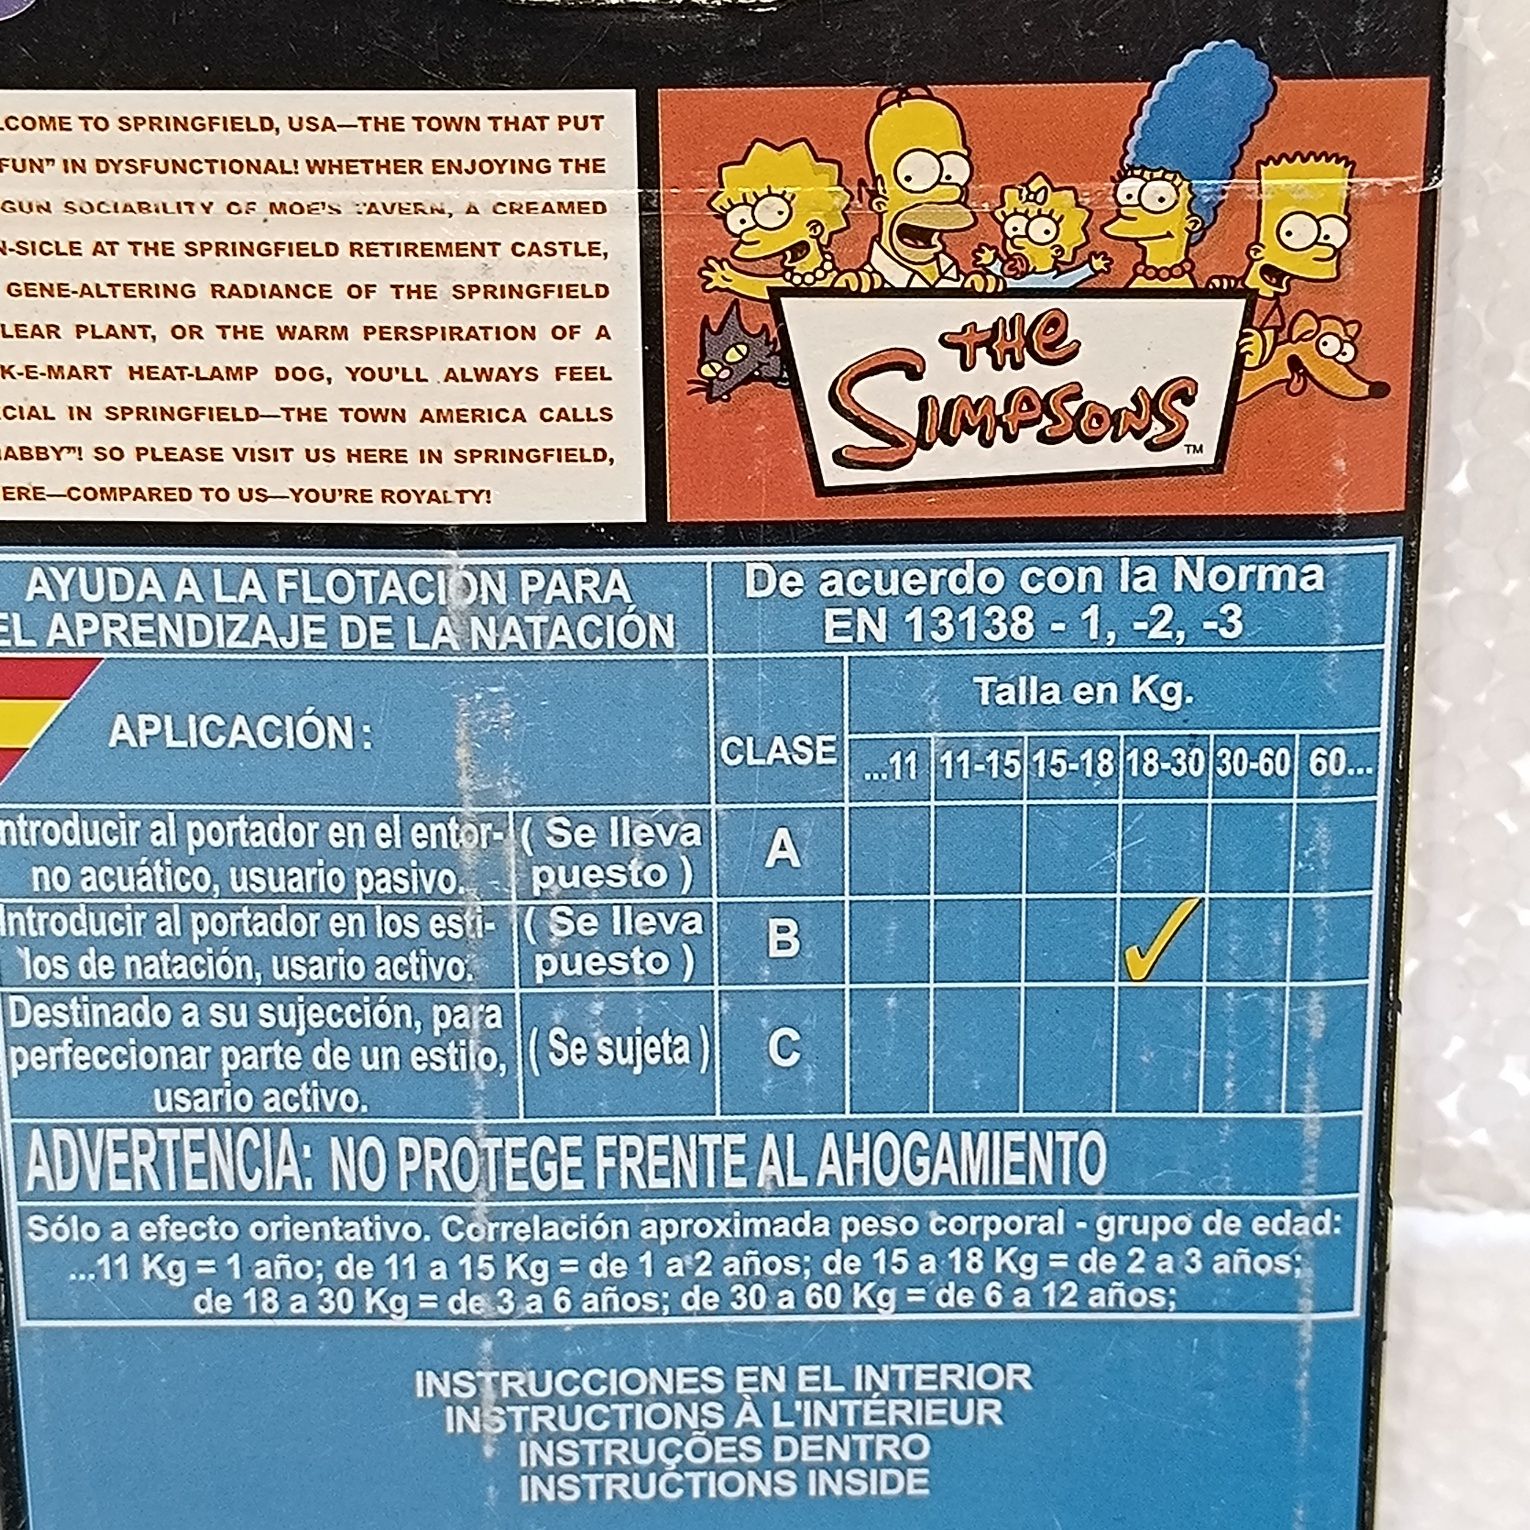 COME TO SPRINGFIELD, USA—THE TOWN THAT PUT
FUN" IN DYSFUNCTIONAL! WHETHER ENJOYING THE
GUN SOCIABILITY OF MOE'S TAVERN, A CREAMED
-SICLE AT THE SPRINGFIELD RETIREMENT CASTLE,
GENE-ALTERING RADIANCE OF THE SPRINGFIELD
LEAR PLANT, OR THE WARM PERSPIRATION OF A
K-E-MART HEAT-LAMP DOG, YOU'LL ALWAYS FEEL
CIAL IN SPRINGFIELD—THE TOWN AMERICA CALLS
ABBY"! SO PLEASE VISIT US HERE IN SPRINGFIELD,
ERE—COMPARED TO US—YOU'RE ROYALTY!
THE
SIMPSONS™
AYUDA A LA FLOTACIÓN PARA
EL APRENDIZAJE DE LA NATACIÓN
De acuerdo con la Norma
EN 13138 - 1, -2, -3
APLICACIÓN:
CLASE
Talla en Kg.
...11 11-15 15-18 18-30 30-60 60...
ntroducir al portador en el entor-
no acuático, usuario pasivo.
( Se lleva
puesto )
A
Introducir al portador en los esti-
los de natación, usario activo.
( Se lleva
puesto )
B
✓
Destinado a su sujección, para
perfeccionar parte de un estilo,
usario activo.
( Se sujeta )
C
ADVERTENCIA: NO PROTEGE FRENTE AL AHOGAMIENTO
Sólo a efecto orientativo. Correlación aproximada peso corporal - grupo de edad:
...11 Kg = 1 año; de 11 a 15 Kg = de 1 a 2 años; de 15 a 18 Kg = de 2 a 3 años;
de 18 a 30 Kg = de 3 a 6 años; de 30 a 60 Kg = de 6 a 12 años;
INSTRUCCIONES EN EL INTERIOR
INSTRUCTIONS À L'INTÉRIEUR
INSTRUÇÕES DENTRO
INSTRUCTIONS INSIDE